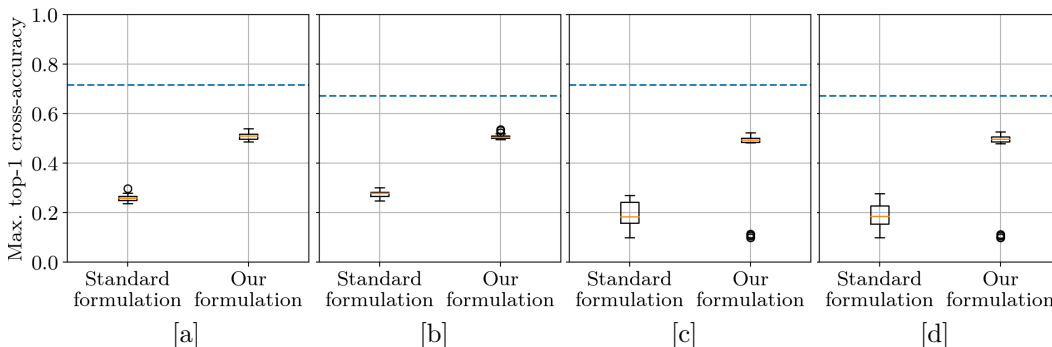 Max. top-1 cross-accuracy
1.0
0.8
0.6
0.4
0.2
0.0
Standard formulation
Our formulation
[a]
Standard formulation
Our formulation
[b]
Standard formulation
Our formulation
[c]
Standard formulation
Our formulation
[d]